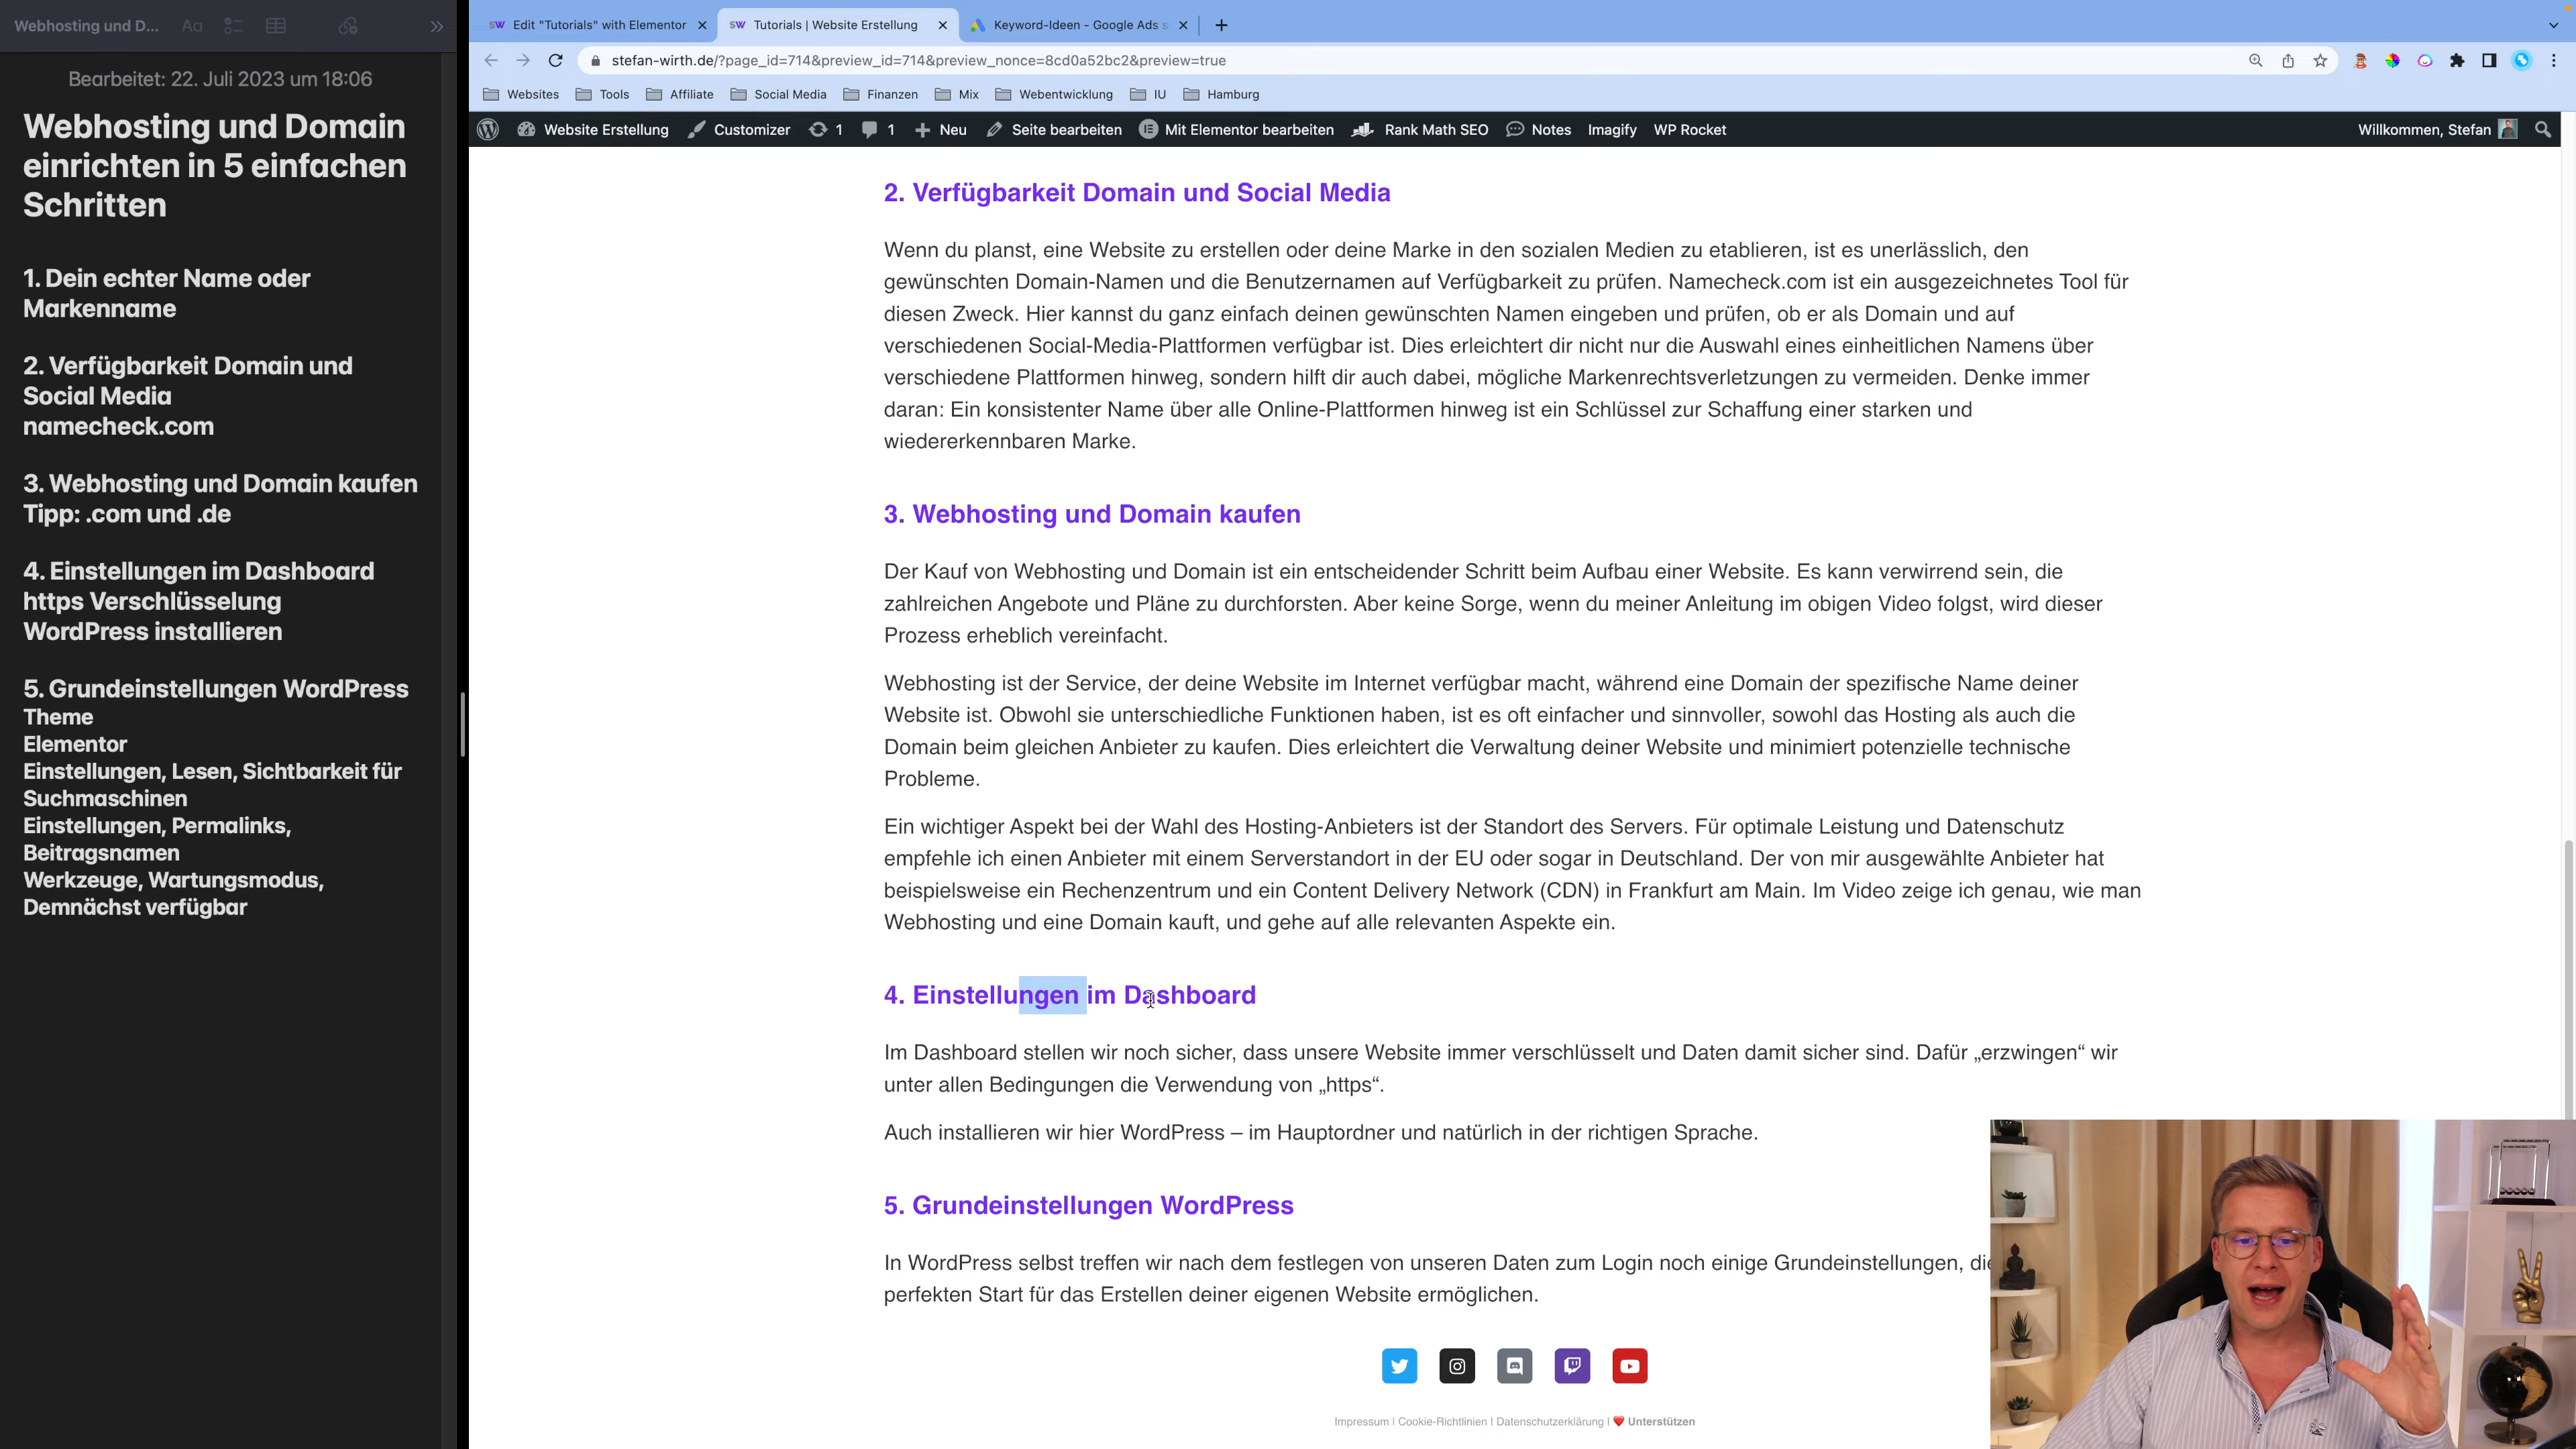 Webhosting und D...
Aa
Bearbeitet: 22. Juli 2023 um 18:06
Webhosting und Domain
einrichten in 5 einfachen
Schritten
1. Dein echter Name oder
Markenname
2. Verfügbarkeit Domain und
Social Media
namecheck.com
3. Webhosting und Domain kaufen
Tipp: .com und .de
4. Einstellungen im Dashboard
https Verschlüsselung
WordPress installieren
5. Grundeinstellungen WordPress
Theme
Elementor
Einstellungen, Lesen, Sichtbarkeit für
Suchmaschinen
Einstellungen, Permalinks,
Beitragsnamen
Werkzeuge, Wartungsmodus,
Demnächst verfügbar
SW Edit "Tutorials" with Elementor
SW Tutorials | Website Erstellung
Keyword-Ideen - Google Ads s
stefan-wirth.de/?page_id=714&preview_id=714&preview_nonce=8cd0a52bc2&preview=true
Websites Tools Affiliate Social Media Finanzen Mix Webentwicklung IU Hamburg
Website Erstellung Customizer 1 1 Neu Seite bearbeiten Mit Elementor bearbeiten Rank Math SEO Notes Imagify WP Rocket Willkommen, Stefan
2. Verfügbarkeit Domain und Social Media
Wenn du planst, eine Website zu erstellen oder deine Marke in den sozialen Medien zu etablieren, ist es unerlässlich, den
gewünschten Domain-Namen und die Benutzernamen auf Verfügbarkeit zu prüfen. Namecheck.com ist ein ausgezeichnetes Tool für
diesen Zweck. Hier kannst du ganz einfach deinen gewünschten Namen eingeben und prüfen, ob er als Domain und auf
verschiedenen Social-Media-Plattformen verfügbar ist. Dies erleichtert dir nicht nur die Auswahl eines einheitlichen Namens über
verschiedene Plattformen hinweg, sondern hilft dir auch dabei, mögliche Markenrechtsverletzungen zu vermeiden. Denke immer
daran: Ein konsistenter Name über alle Online-Plattformen hinweg ist ein Schlüssel zur Schaffung einer starken und
wiedererkennbaren Marke.
3. Webhosting und Domain kaufen
Der Kauf von Webhosting und Domain ist ein entscheidender Schritt beim Aufbau einer Website. Es kann verwirrend sein, die
zahlreichen Angebote und Pläne zu durchforsten. Aber keine Sorge, wenn du meiner Anleitung im obigen Video folgst, wird dieser
Prozess erheblich vereinfacht.
Webhosting ist der Service, der deine Website im Internet verfügbar macht, während eine Domain der spezifische Name deiner
Website ist. Obwohl sie unterschiedliche Funktionen haben, ist es oft einfacher und sinnvoller, sowohl das Hosting als auch die
Domain beim gleichen Anbieter zu kaufen. Dies erleichtert die Verwaltung deiner Website und minimiert potenzielle technische
Probleme.
Ein wichtiger Aspekt bei der Wahl des Hosting-Anbieters ist der Standort des Servers. Für optimale Leistung und Datenschutz
empfehle ich einen Anbieter mit einem Serverstandort in der EU oder sogar in Deutschland. Der von mir ausgewählte Anbieter hat
beispielsweise ein Rechenzentrum und ein Content Delivery Network (CDN) in Frankfurt am Main. Im Video zeige ich genau, wie man
Webhosting und eine Domain kauft, und gehe auf alle relevanten Aspekte ein.
4. Einstellungen im Dashboard
Im Dashboard stellen wir noch sicher, dass unsere Website immer verschlüsselt und Daten damit sicher sind. Dafür „erzwingen“ wir
unter allen Bedingungen die Verwendung von „https“.
Auch installieren wir hier WordPress – im Hauptordner und natürlich in der richtigen Sprache.
5. Grundeinstellungen WordPress
In WordPress selbst treffen wir nach dem festlegen von unseren Daten zum Login noch einige Grundeinstellungen, die
perfekten Start für das Erstellen deiner eigenen Website ermöglichen.
Impressum | Cookie-Richtlinien | Datenschutzerklärung | ❤️ Unterstützen